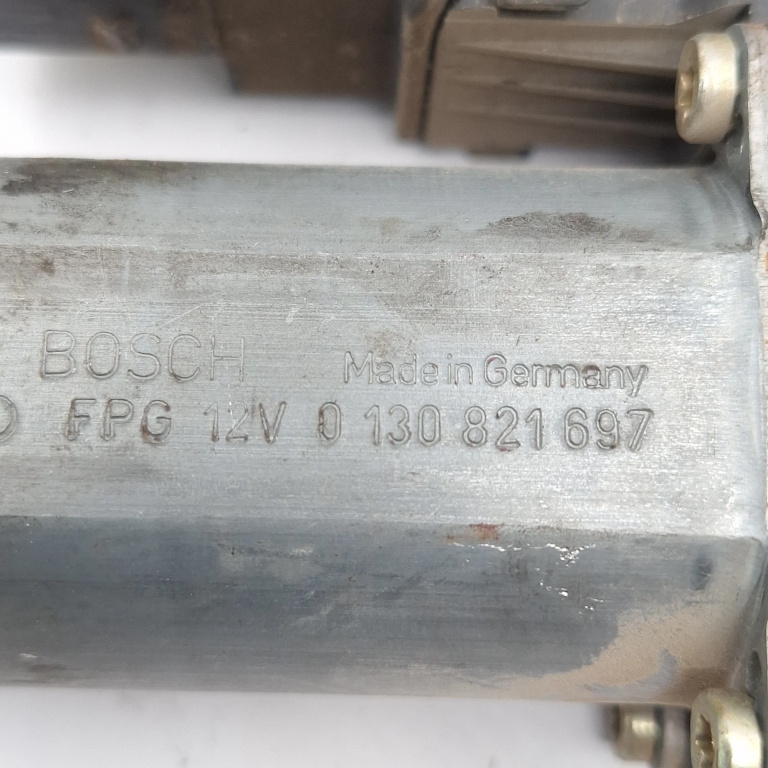 BOSCH Made in Germany
FPG 12V 0 130 821 697